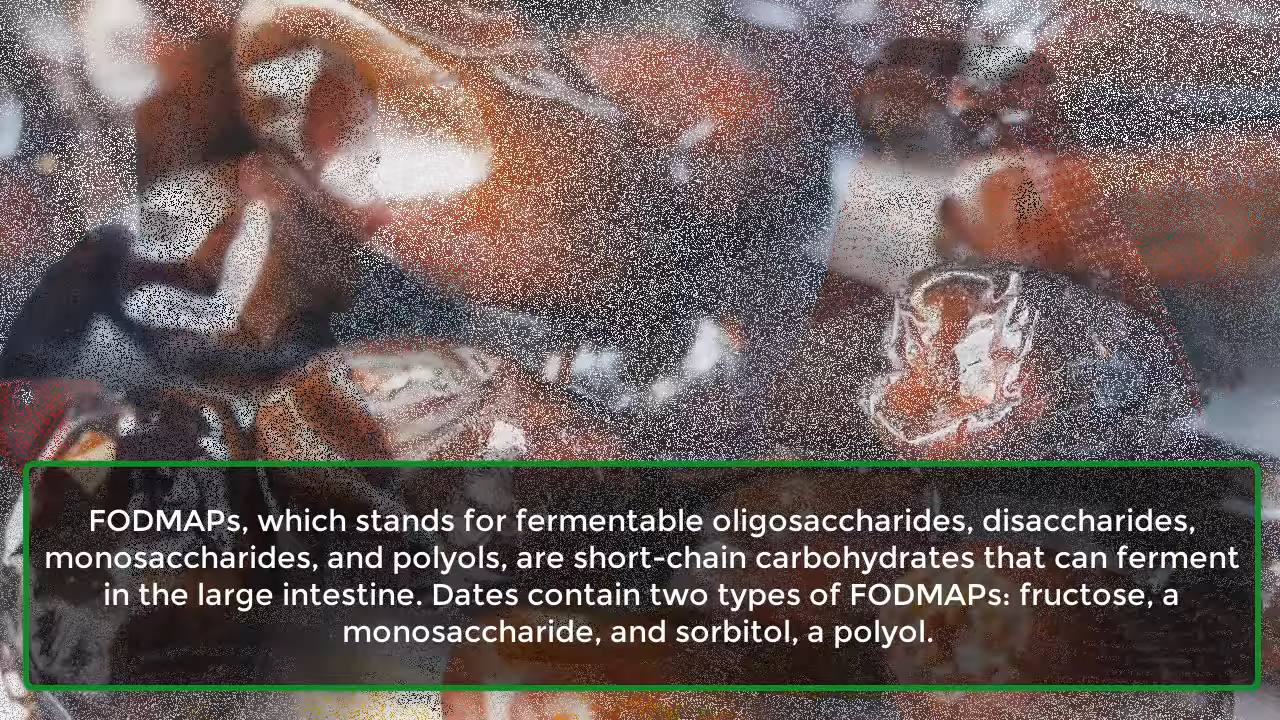 FODMAPs, which stands for fermentable oligosaccharides, disaccharides,
monosaccharides, and polyols, are short-chain carbohydrates that can ferment
in the large intestine. Dates contain two types of FODMAPs: fructose, a
monosaccharide, and sorbitol, a polyol.